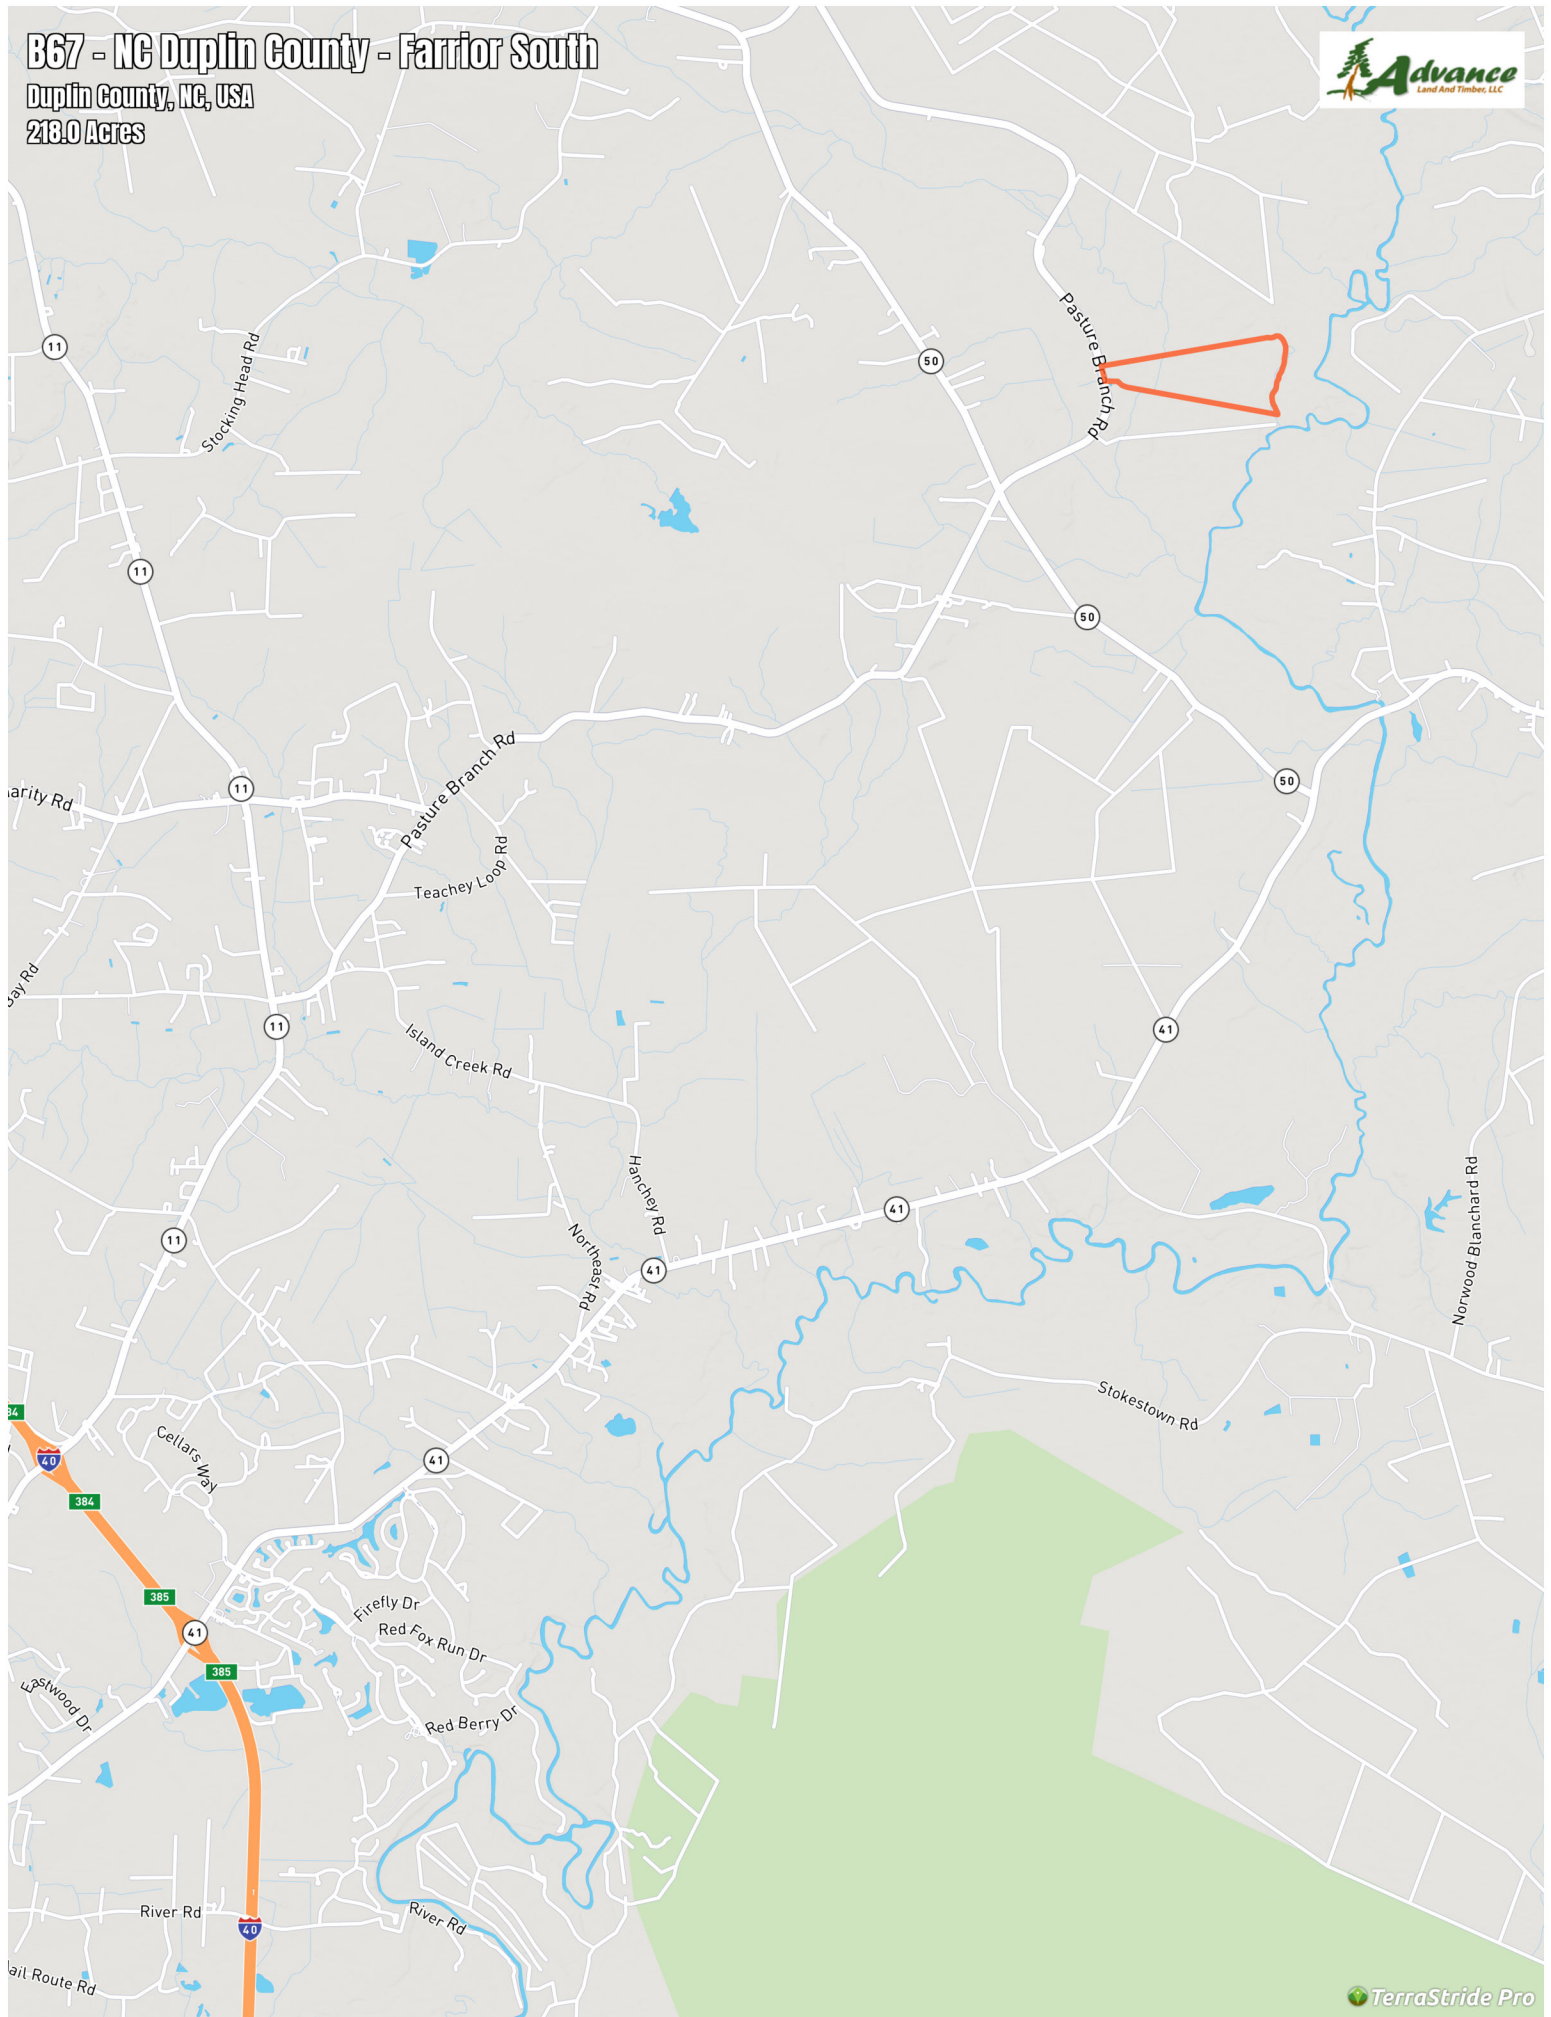 B67 - NC Duplin County - Farrior South
Duplin County, NC, USA
218.0 Acres
Advance
Land And Timber, LLC
Pasture Branch Rd
11
50
Stocking Head Rd
11
50
Pasture Branch Rd
50
11
arity Rd
Teachey Loop Rd
Bay Rd
11
41
Island Creek Rd
Hanchey Rd
Norwood Blanchard Rd
41
11
Northeast Rd
41
Stokestown Rd
84
Cellars Way
40
41
384
385
Firefly Dr
41
Red Fox Run Dr
385
Eastwood Dr
Red Berry Dr
River Rd
River Rd
40
ail Route Rd
TerraStride Pro